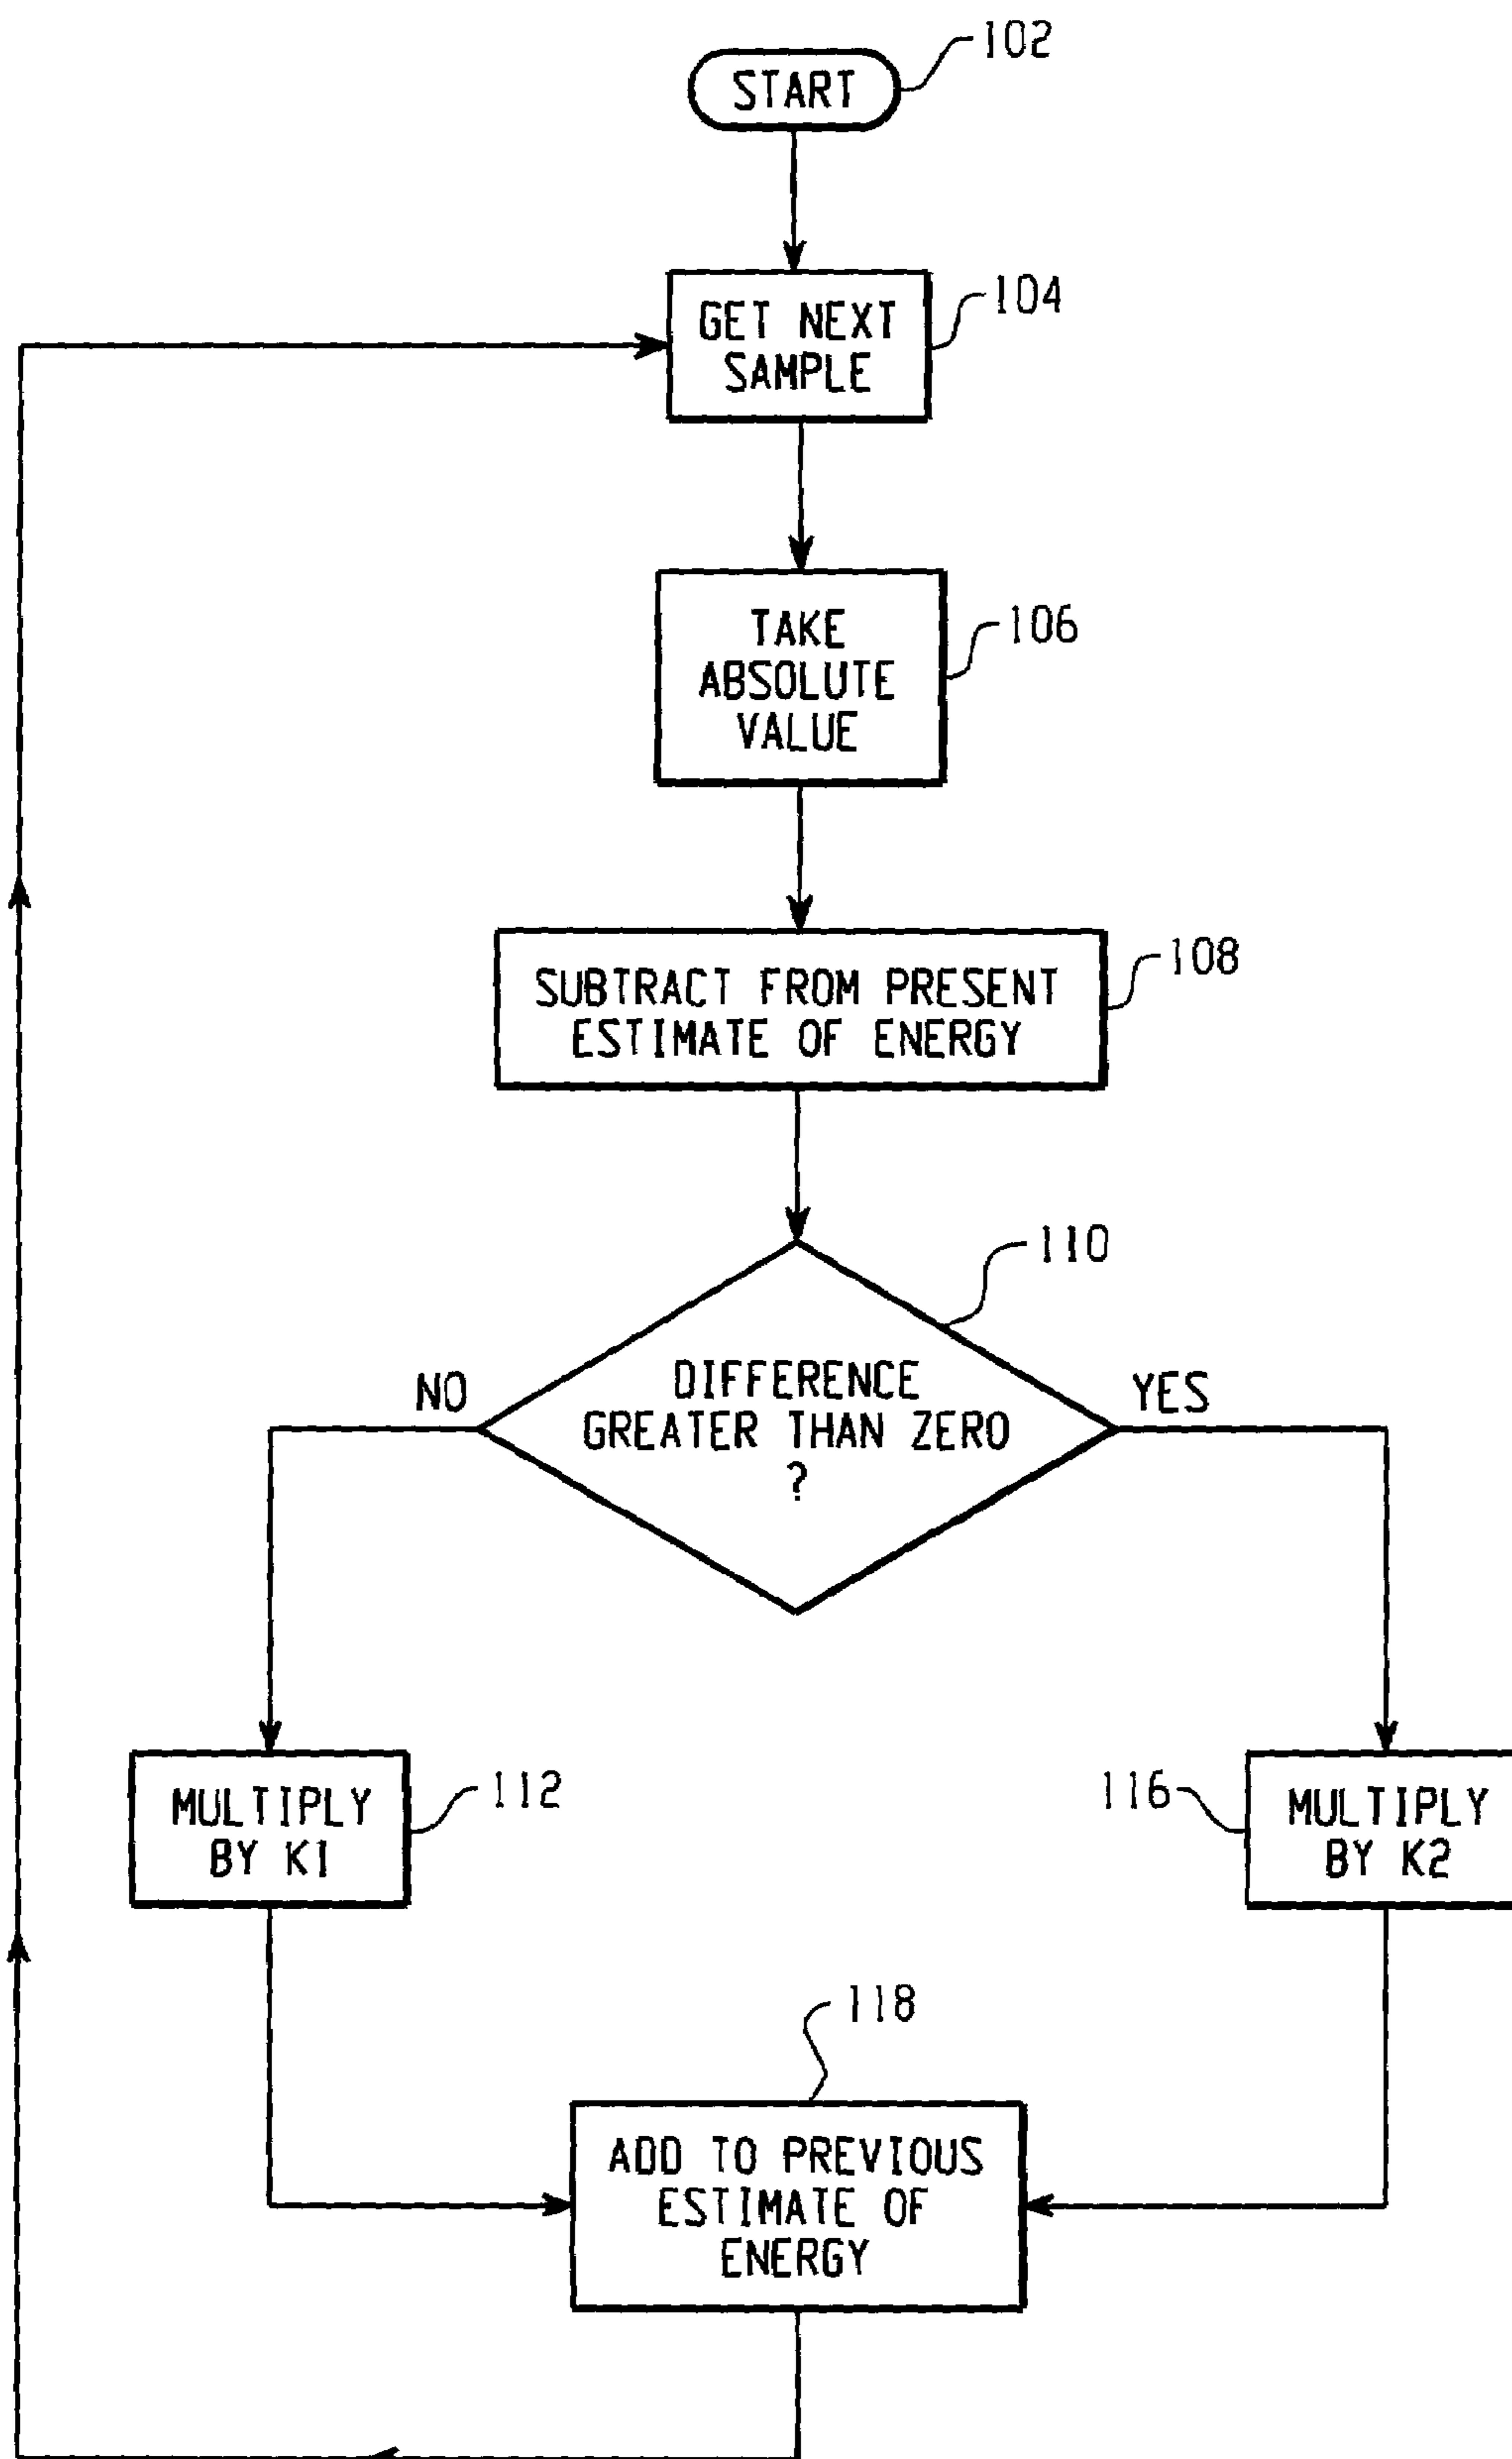 102
START
104
GET NEXT
SAMPLE
106
TAKE
ABSOLUTE
VALUE
108
SUBTRACT FROM PRESENT
ESTIMATE OF ENERGY
110
DIFFERENCE
GREATER THAN ZERO
?
NO
YES
112
MULTIPLY
BY K1
116
MULTIPLY
BY K2
118
ADD TO PREVIOUS
ESTIMATE OF
ENERGY